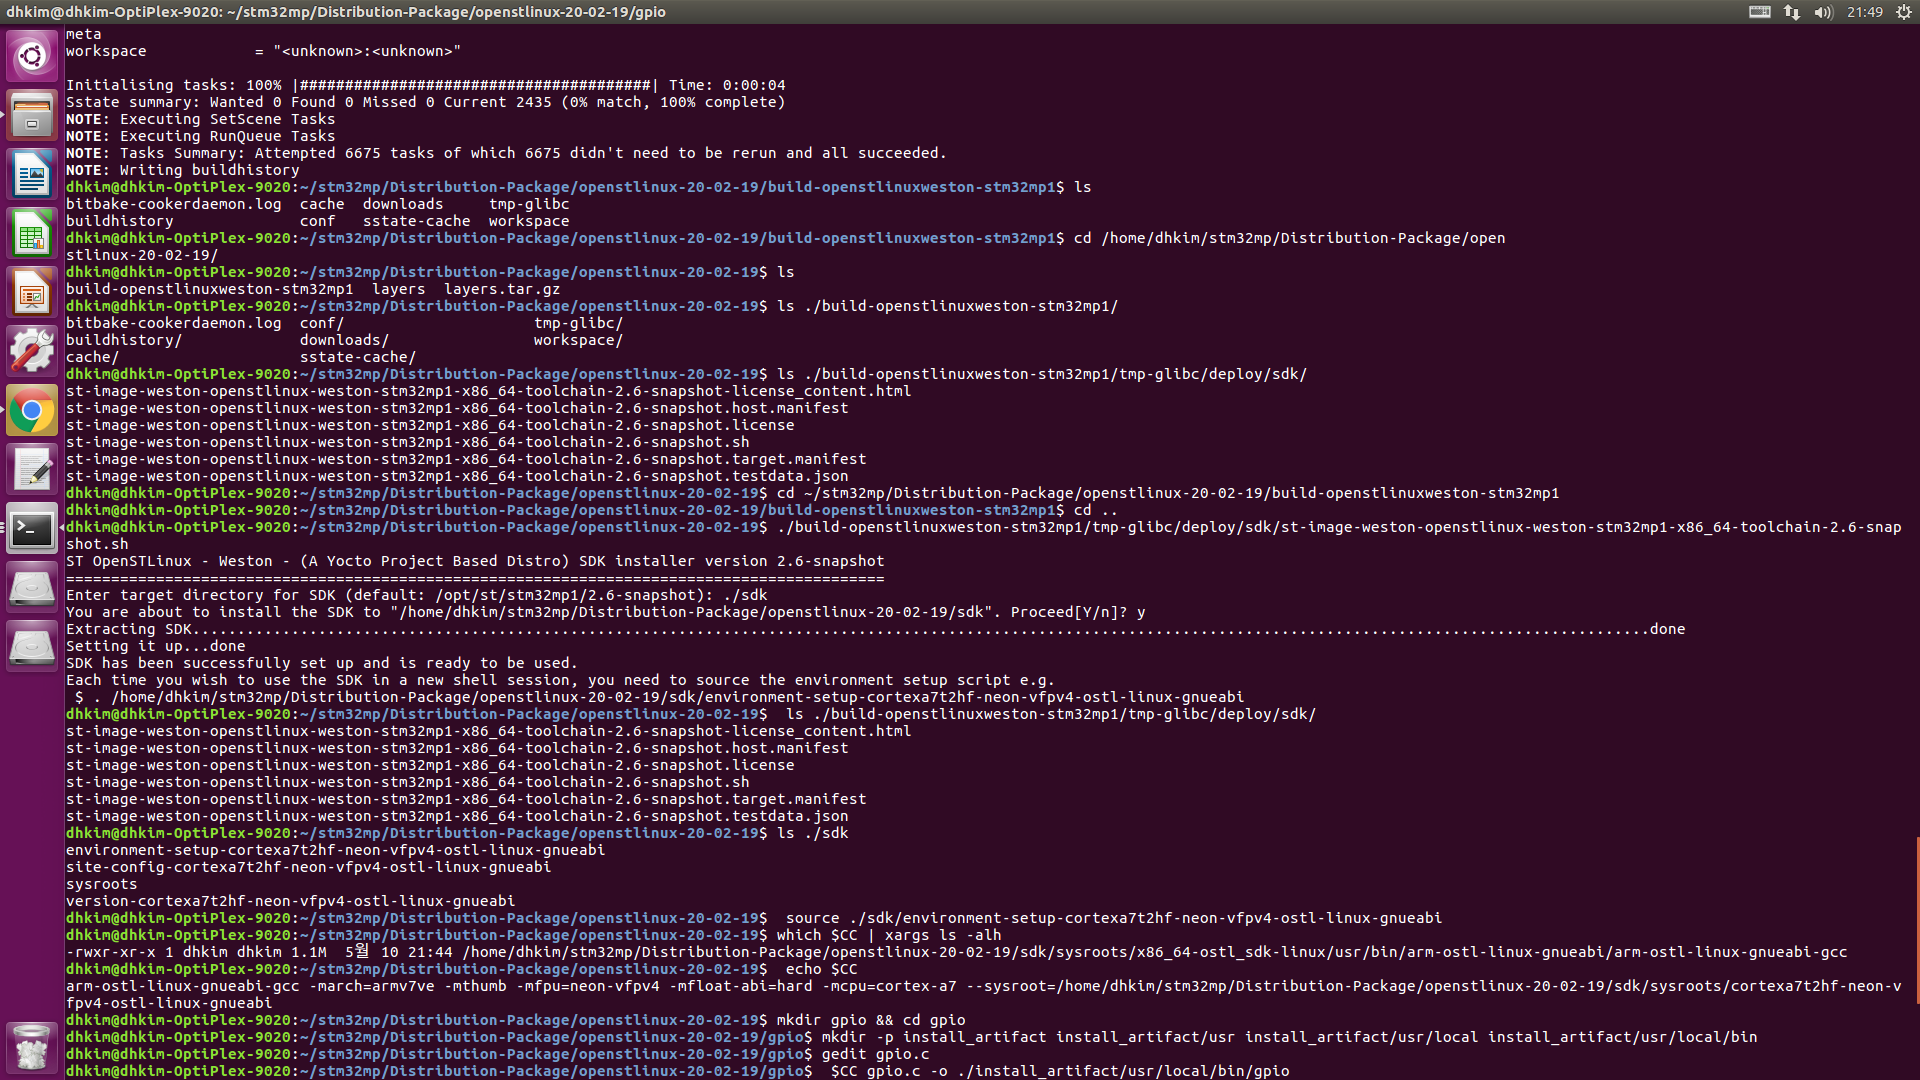 dhkim@dhkim-OptiPlex-9020: ~/stm32mp/Distribution-Package/openstlinux-20-02-19/gpio
21:49
meta
workspace            = "<unknown>:<unknown>"
Initialising tasks: 100% |#######################################| Time: 0:00:04
Sstate summary: Wanted 0 Found 0 Missed 0 Current 2435 (0% match, 100% complete)
NOTE: Executing SetScene Tasks
NOTE: Executing RunQueue Tasks
NOTE: Tasks Summary: Attempted 6675 tasks of which 6675 didn't need to be rerun and all succeeded.
NOTE: Writing buildhistory
dhkim@dhkim-OptiPlex-9020:~/stm32mp/Distribution-Package/openstlinux-20-02-19/build-openstlinuxweston-stm32mp1$ ls
bitbake-cookerdaemon.log  cache  downloads     tmp-glibc
buildhistory              conf   sstate-cache  workspace
dhkim@dhkim-OptiPlex-9020:~/stm32mp/Distribution-Package/openstlinux-20-02-19/build-openstlinuxweston-stm32mp1$ cd /home/dhkim/stm32mp/Distribution-Package/open
stlinux-20-02-19/
dhkim@dhkim-OptiPlex-9020:~/stm32mp/Distribution-Package/openstlinux-20-02-19$ ls
build-openstlinuxweston-stm32mp1  layers  layers.tar.gz
dhkim@dhkim-OptiPlex-9020:~/stm32mp/Distribution-Package/openstlinux-20-02-19$ ls ./build-openstlinuxweston-stm32mp1/
bitbake-cookerdaemon.log  conf/                     tmp-glibc/
buildhistory/             downloads/                workspace/
cache/                    sstate-cache/
dhkim@dhkim-OptiPlex-9020:~/stm32mp/Distribution-Package/openstlinux-20-02-19$ ls ./build-openstlinuxweston-stm32mp1/tmp-glibc/deploy/sdk/
st-image-weston-openstlinux-weston-stm32mp1-x86_64-toolchain-2.6-snapshot-license_content.html
st-image-weston-openstlinux-weston-stm32mp1-x86_64-toolchain-2.6-snapshot.host.manifest
st-image-weston-openstlinux-weston-stm32mp1-x86_64-toolchain-2.6-snapshot.license
st-image-weston-openstlinux-weston-stm32mp1-x86_64-toolchain-2.6-snapshot.sh
st-image-weston-openstlinux-weston-stm32mp1-x86_64-toolchain-2.6-snapshot.target.manifest
st-image-weston-openstlinux-weston-stm32mp1-x86_64-toolchain-2.6-snapshot.testdata.json
dhkim@dhkim-OptiPlex-9020:~/stm32mp/Distribution-Package/openstlinux-20-02-19$ cd ~/stm32mp/Distribution-Package/openstlinux-20-02-19/build-openstlinuxweston-stm32mp1
dhkim@dhkim-OptiPlex-9020:~/stm32mp/Distribution-Package/openstlinux-20-02-19/build-openstlinuxweston-stm32mp1$ cd ..
dhkim@dhkim-OptiPlex-9020:~/stm32mp/Distribution-Package/openstlinux-20-02-19$ ./build-openstlinuxweston-stm32mp1/tmp-glibc/deploy/sdk/st-image-weston-openstlinux-weston-stm32mp1-x86_64-toolchain-2.6-snap
shot.sh
ST OpenSTLinux - Weston - (A Yocto Project Based Distro) SDK installer version 2.6-snapshot
===========================================================================================
Enter target directory for SDK (default: /opt/st/stm32mp1/2.6-snapshot): ./sdk
You are about to install the SDK to "/home/dhkim/stm32mp/Distribution-Package/openstlinux-20-02-19/sdk". Proceed[Y/n]? y
Extracting SDK..................................................................................................................................................................done
Setting it up...done
SDK has been successfully set up and is ready to be used.
Each time you wish to use the SDK in a new shell session, you need to source the environment setup script e.g.
 $ . /home/dhkim/stm32mp/Distribution-Package/openstlinux-20-02-19/sdk/environment-setup-cortexa7t2hf-neon-vfpv4-ostl-linux-gnueabi
dhkim@dhkim-OptiPlex-9020:~/stm32mp/Distribution-Package/openstlinux-20-02-19$  ls ./build-openstlinuxweston-stm32mp1/tmp-glibc/deploy/sdk/
st-image-weston-openstlinux-weston-stm32mp1-x86_64-toolchain-2.6-snapshot-license_content.html
st-image-weston-openstlinux-weston-stm32mp1-x86_64-toolchain-2.6-snapshot.host.manifest
st-image-weston-openstlinux-weston-stm32mp1-x86_64-toolchain-2.6-snapshot.license
st-image-weston-openstlinux-weston-stm32mp1-x86_64-toolchain-2.6-snapshot.sh
st-image-weston-openstlinux-weston-stm32mp1-x86_64-toolchain-2.6-snapshot.target.manifest
st-image-weston-openstlinux-weston-stm32mp1-x86_64-toolchain-2.6-snapshot.testdata.json
dhkim@dhkim-OptiPlex-9020:~/stm32mp/Distribution-Package/openstlinux-20-02-19$ ls ./sdk
environment-setup-cortexa7t2hf-neon-vfpv4-ostl-linux-gnueabi
site-config-cortexa7t2hf-neon-vfpv4-ostl-linux-gnueabi
sysroots
version-cortexa7t2hf-neon-vfpv4-ostl-linux-gnueabi
dhkim@dhkim-OptiPlex-9020:~/stm32mp/Distribution-Package/openstlinux-20-02-19$  source ./sdk/environment-setup-cortexa7t2hf-neon-vfpv4-ostl-linux-gnueabi
dhkim@dhkim-OptiPlex-9020:~/stm32mp/Distribution-Package/openstlinux-20-02-19$ which $CC | xargs ls -alh
-rwxr-xr-x 1 dhkim dhkim 1.1M  5월 10 21:44 /home/dhkim/stm32mp/Distribution-Package/openstlinux-20-02-19/sdk/sysroots/x86_64-ostl_sdk-linux/usr/bin/arm-ostl-linux-gnueabi/arm-ostl-linux-gnueabi-gcc
dhkim@dhkim-OptiPlex-9020:~/stm32mp/Distribution-Package/openstlinux-20-02-19$  echo $CC
arm-ostl-linux-gnueabi-gcc -march=armv7ve -mthumb -mfpu=neon-vfpv4 -mfloat-abi=hard -mcpu=cortex-a7 --sysroot=/home/dhkim/stm32mp/Distribution-Package/openstlinux-20-02-19/sdk/sysroots/cortexa7t2hf-neon-v
fpv4-ostl-linux-gnueabi
dhkim@dhkim-OptiPlex-9020:~/stm32mp/Distribution-Package/openstlinux-20-02-19$ mkdir gpio && cd gpio
dhkim@dhkim-OptiPlex-9020:~/stm32mp/Distribution-Package/openstlinux-20-02-19/gpio$ mkdir -p install_artifact install_artifact/usr install_artifact/usr/local install_artifact/usr/local/bin
dhkim@dhkim-OptiPlex-9020:~/stm32mp/Distribution-Package/openstlinux-20-02-19/gpio$ gedit gpio.c
dhkim@dhkim-OptiPlex-9020:~/stm32mp/Distribution-Package/openstlinux-20-02-19/gpio$  $CC gpio.c -o ./install_artifact/usr/local/bin/gpio